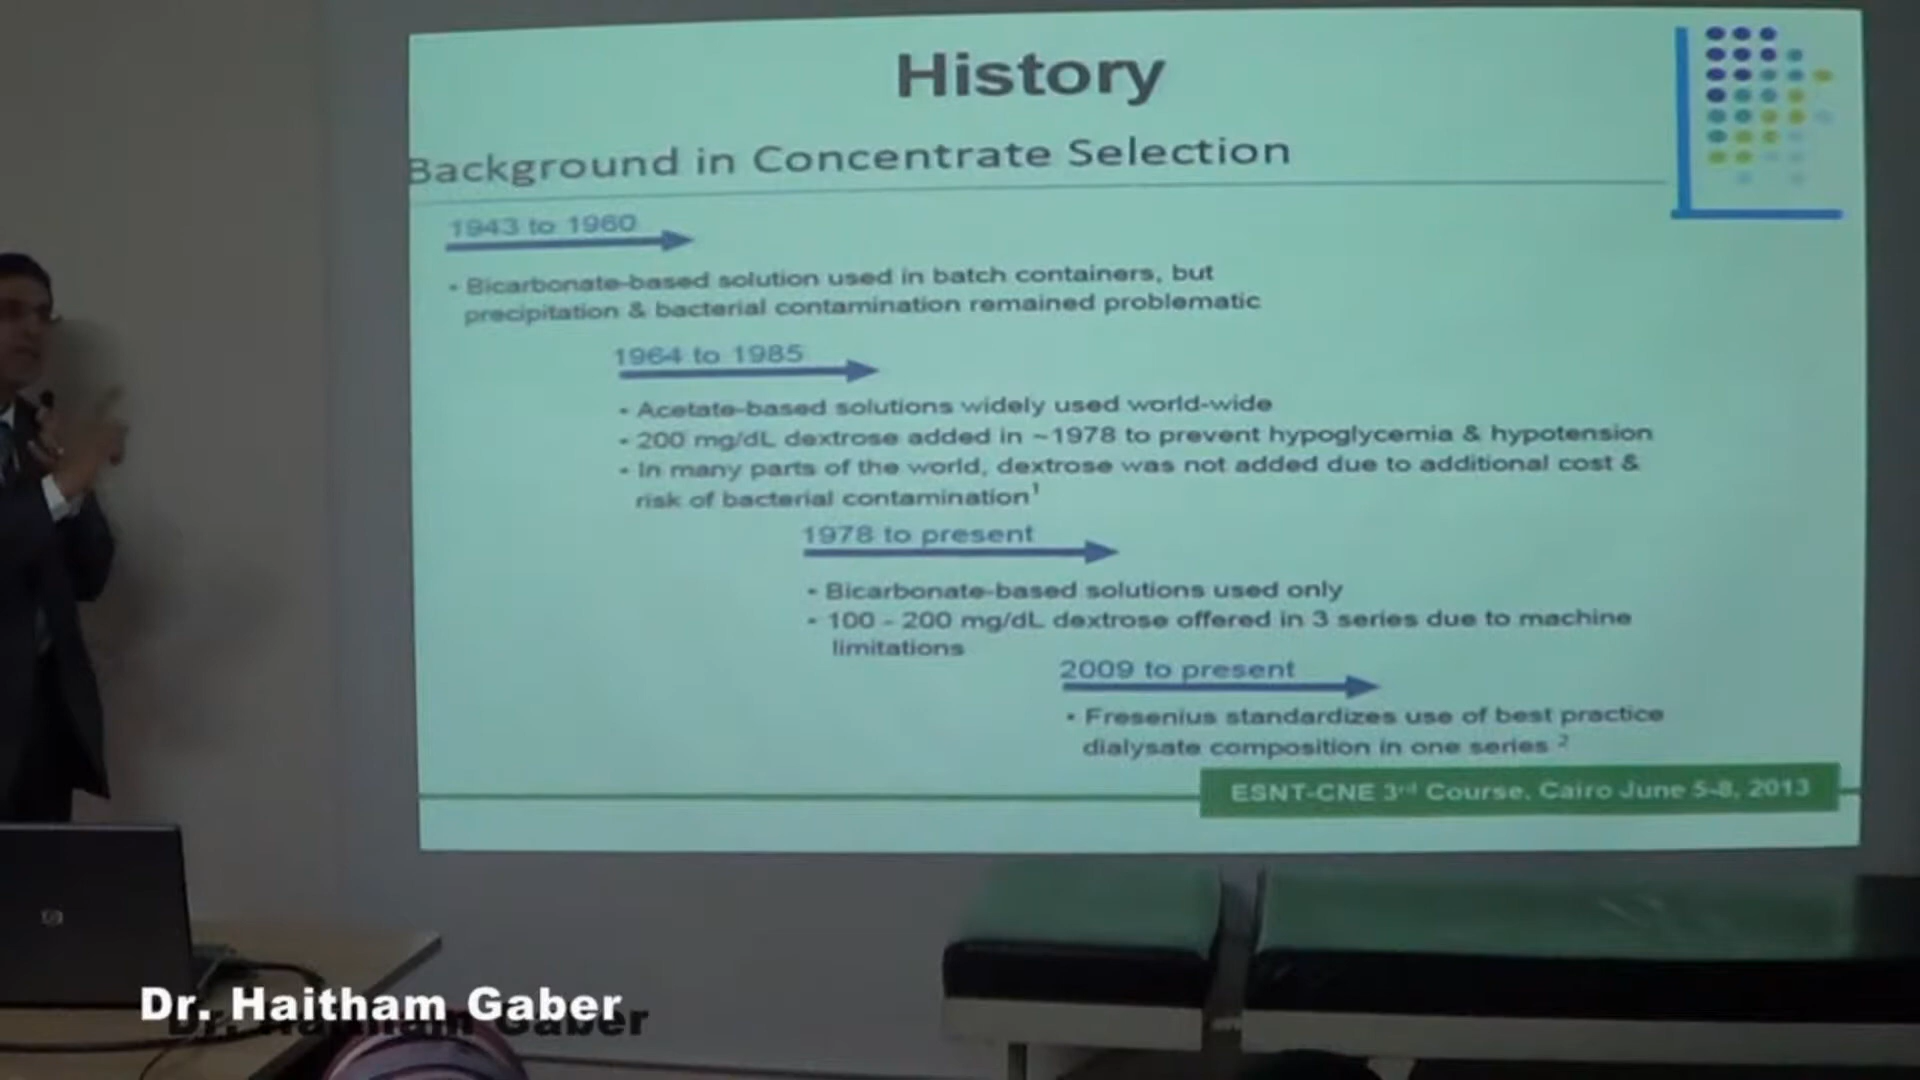 History
Background in Concentrate Selection
1943 to 1960
• Bicarbonate-based solution used in batch containers, but
precipitation & bacterial contamination remained problematic
1964 to 1985
• Acetate-based solutions widely used world-wide
• 200 mg/dL dextrose added in ~1978 to prevent hypoglycemia & hypotension
• In many parts of the world, dextrose was not added due to additional cost &
risk of bacterial contamination¹
1978 to present
• Bicarbonate-based solutions used only
• 100 - 200 mg/dL dextrose offered in 3 series due to machine
limitations
2009 to present
• Fresenius standardizes use of best practice
dialysate composition in one series ²
ESNT-CNE 3rd Course, Cairo June 5-8, 2013
hp
Dr. Haitham Gaber